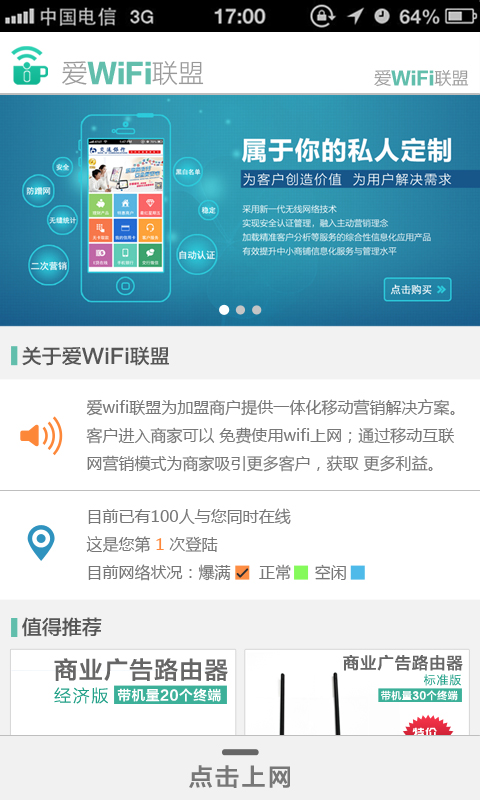 中国电信 3G 17:00 64%
爱WiFi联盟
爱WiFi联盟
安全
防蹭网
无缝统计
二次营销
黑白名单
稳定
自动认证
交通银行
属于你的私人定制
为客户创造价值 为用户解决需求
采用新一代无线网络技术
实现安全认证管理，融入主动营销理念
加载精准客户分析等服务的综合性信息化应用产品
有效提升中小商铺信息化服务与管理水平
点击购买
关于爱WiFi联盟
爱wifi联盟为加盟商户提供一体化移动营销解决方案。
客户进入商家可以 免费使用wifi上网；通过移动互联
网营销模式为商家吸引更多客户，获取 更多利益。
目前已有100人与您同时在线
这是您第 1 次登陆
目前网络状况：爆满 正常 空闲
值得推荐
商业广告路由器
经济版 带机量20个终端
商业广告路由器
标准版
带机量30个终端
特价
点击上网